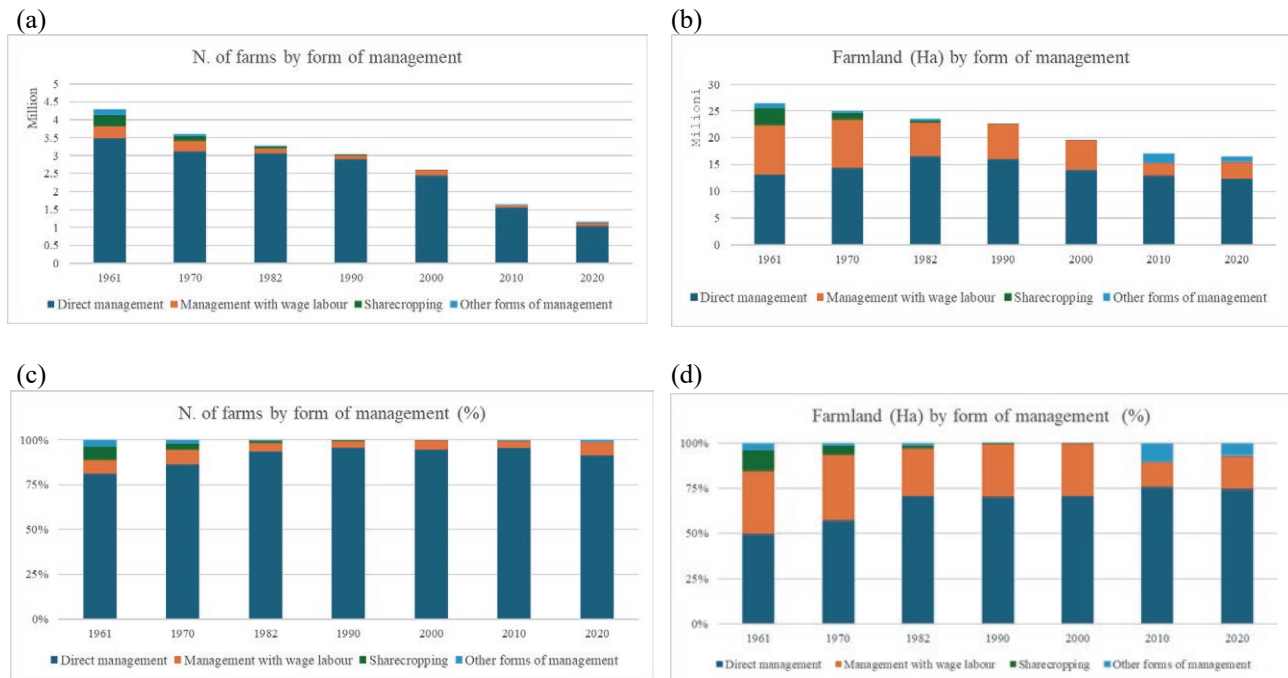 (a)
N. of farms by form of management
Million
5
4.5
4
3.5
3
2.5
2
1.5
1
0.5
0
1961 1970 1982 1990 2000 2010 2020
Direct management Management with wage labour Sharecropping Other forms of management
(b)
Farmland (Ha) by form of management
Milioni
30
25
20
15
10
5
0
1961 1970 1982 1990 2000 2010 2020
Direct management Management with wage labour Sharecropping Other forms of management
(c)
N. of farms by form of management (%)
100%
75%
50%
25%
0%
1961 1970 1982 1990 2000 2010 2020
Direct management Management with wage labour Sharecropping Other forms of management
(d)
Farmland (Ha) by form of management (%)
100%
75%
50%
25%
0%
1961 1970 1982 1990 2000 2010 2020
Direct management Management with wage labour Sharecropping Other forms of management